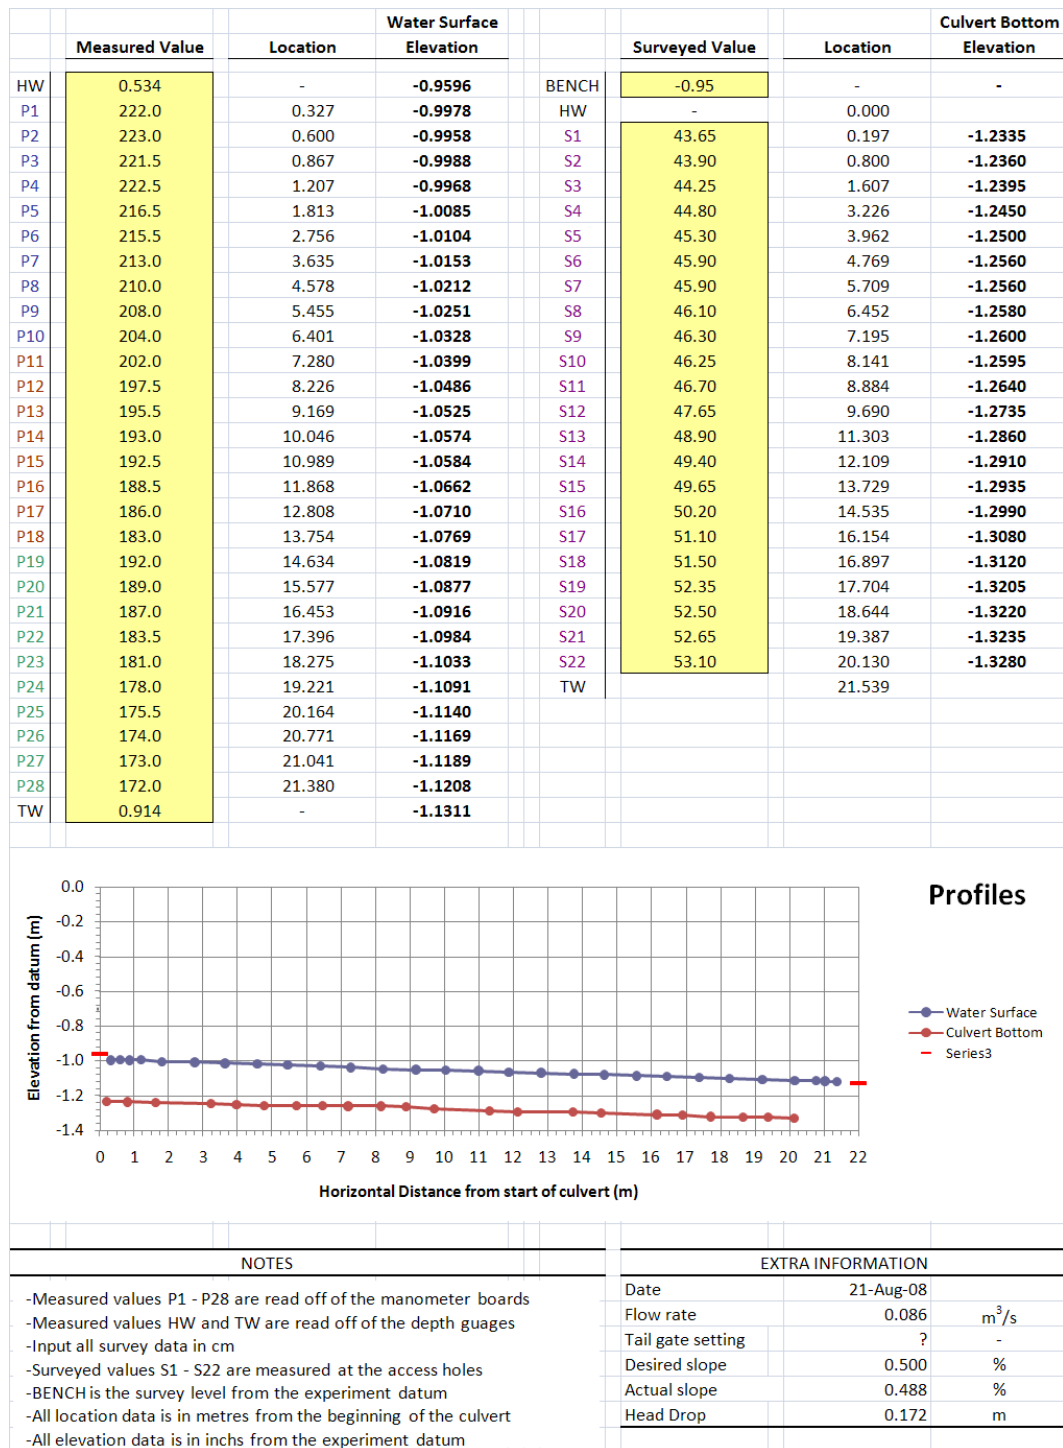 Water Surface Culvert Bottom
Measured Value Location Elevation Surveyed Value Location Elevation
HW 0.534 - -0.9596 BENCH -0.95 - -
P1 222.0 0.327 -0.9978 HW - 0.000
P2 223.0 0.600 -0.9958 S1 43.65 0.197 -1.2335
P3 221.5 0.867 -0.9988 S2 43.90 0.800 -1.2360
P4 222.5 1.207 -0.9968 S3 44.25 1.607 -1.2395
P5 216.5 1.813 -1.0085 S4 44.80 3.226 -1.2450
P6 215.5 2.756 -1.0104 S5 45.30 3.962 -1.2500
P7 213.0 3.635 -1.0153 S6 45.90 4.769 -1.2560
P8 210.0 4.578 -1.0212 S7 45.90 5.709 -1.2560
P9 208.0 5.455 -1.0251 S8 46.10 6.452 -1.2580
P10 204.0 6.401 -1.0328 S9 46.30 7.195 -1.2600
P11 202.0 7.280 -1.0399 S10 46.25 8.141 -1.2595
P12 197.5 8.226 -1.0486 S11 46.70 8.884 -1.2640
P13 195.5 9.169 -1.0525 S12 47.65 9.690 -1.2735
P14 193.0 10.046 -1.0574 S13 48.90 11.303 -1.2860
P15 192.5 10.989 -1.0584 S14 49.40 12.109 -1.2910
P16 188.5 11.868 -1.0662 S15 49.65 13.729 -1.2935
P17 186.0 12.808 -1.0710 S16 50.20 14.535 -1.2990
P18 183.0 13.754 -1.0769 S17 51.10 16.154 -1.3080
P19 192.0 14.634 -1.0819 S18 51.50 16.897 -1.3120
P20 189.0 15.577 -1.0877 S19 52.35 17.704 -1.3205
P21 187.0 16.453 -1.0916 S20 52.50 18.644 -1.3220
P22 183.5 17.396 -1.0984 S21 52.65 19.387 -1.3235
P23 181.0 18.275 -1.1033 S22 53.10 20.130 -1.3280
P24 178.0 19.221 -1.1091 TW 21.539
P25 175.5 20.164 -1.1140
P26 174.0 20.771 -1.1169
P27 173.0 21.041 -1.1189
P28 172.0 21.380 -1.1208
TW 0.914 - -1.1311
Profiles
Elevation from datum (m)
0.0
-0.2
-0.4
-0.6
-0.8
-1.0
-1.2
-1.4
0 1 2 3 4 5 6 7 8 9 10 11 12 13 14 15 16 17 18 19 20 21 22
Horizontal Distance from start of culvert (m)
Water Surface
Culvert Bottom
Series3
NOTES
-Measured values P1 - P28 are read off of the manometer boards
-Measured values HW and TW are read off of the depth guages
-Input all survey data in cm
-Surveyed values S1 - S22 are measured at the access holes
-BENCH is the survey level from the experiment datum
-All location data is in metres from the beginning of the culvert
-All elevation data is in inchs from the experiment datum
EXTRA INFORMATION
Date 21-Aug-08
Flow rate 0.086 m³/s
Tail gate setting ? -
Desired slope 0.500 %
Actual slope 0.488 %
Head Drop 0.172 m